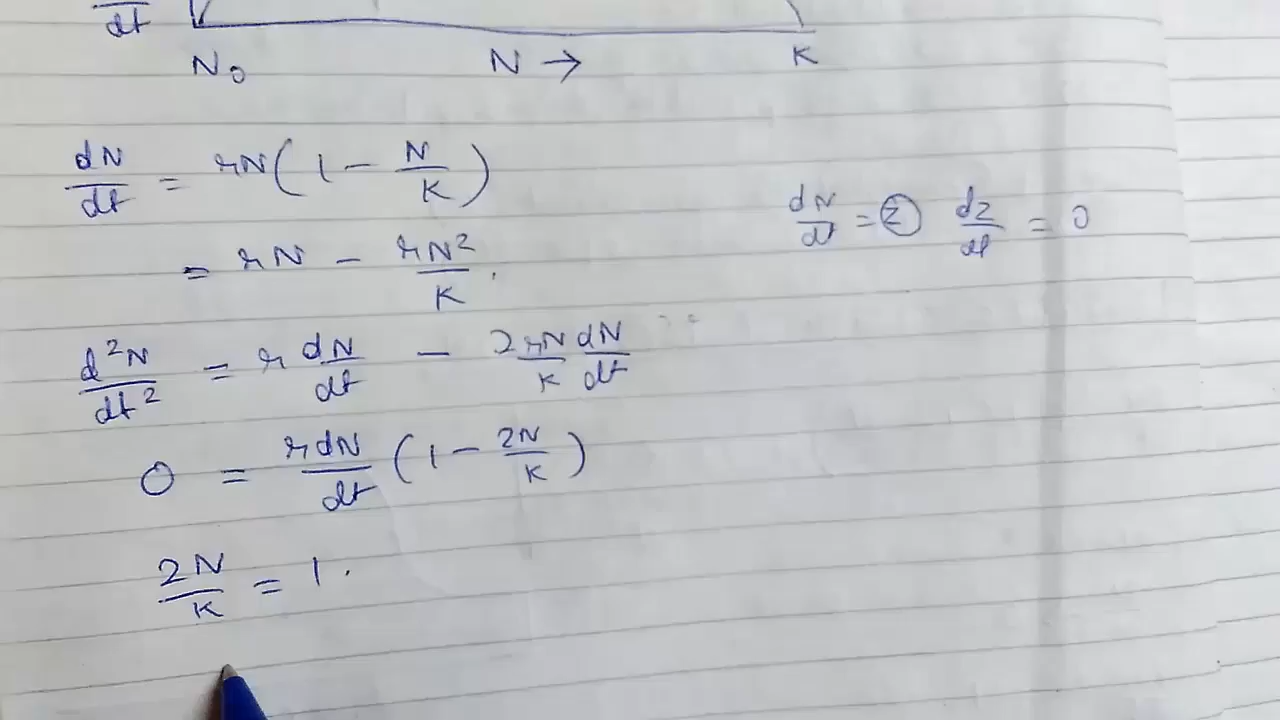 dt
N₀ N → K
dN/dt = rN(1 - N/K)
= rN - rN²/K.
dN/dt = Z dz/dt = 0
d²N/dt² = r dN/dt - 2rN/K dN/dt
0 = r dN/dt (1 - 2N/K)
2N/K = 1.